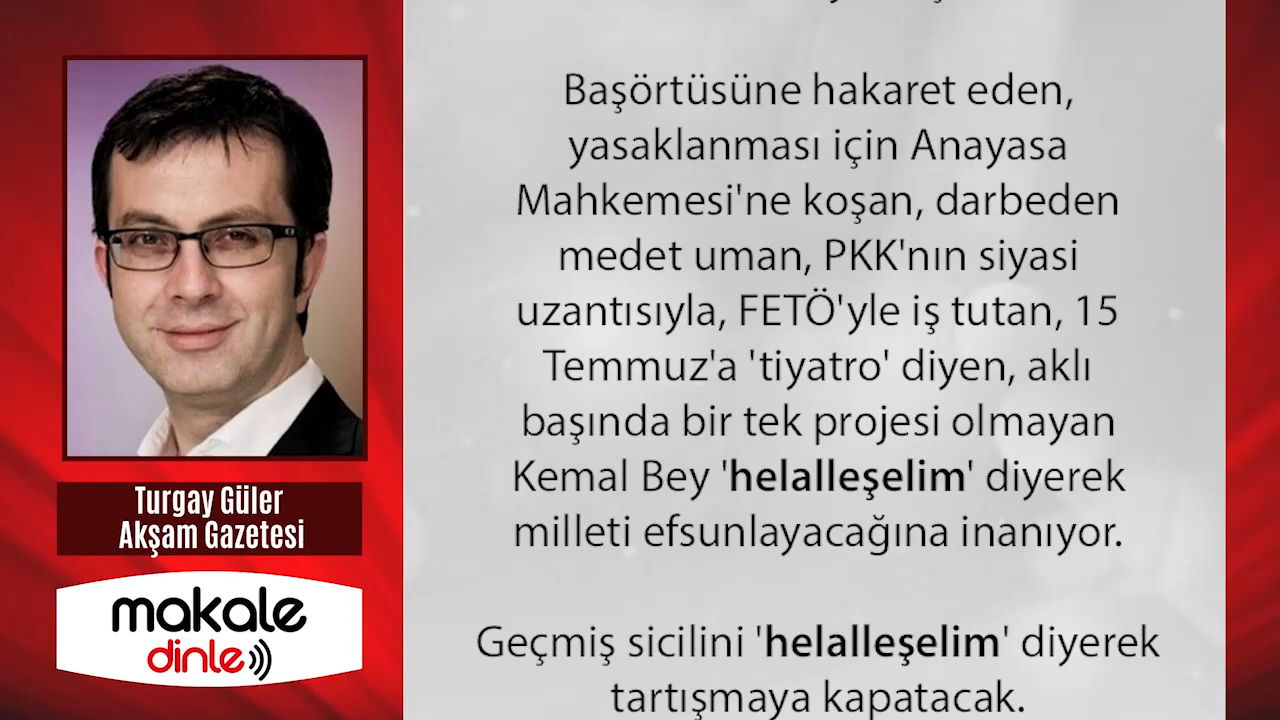 Başörtüsüne hakaret eden,
yasaklanması için Anayasa
Mahkemesi'ne koşan, darbeden
medet uman, PKK'nın siyasi
uzantısıyla, FETÖ'yle iş tutan, 15
Temmuz'a 'tiyatro' diyen, aklı
başında bir tek projesi olmayan
Kemal Bey 'helalleşelim' diyerek
milleti efsunlayacağına inanıyor.
Geçmiş sicilini 'helalleşelim' diyerek
tartışmaya kapatacak.
Turgay Güler
Akşam Gazetesi
makale
dinle